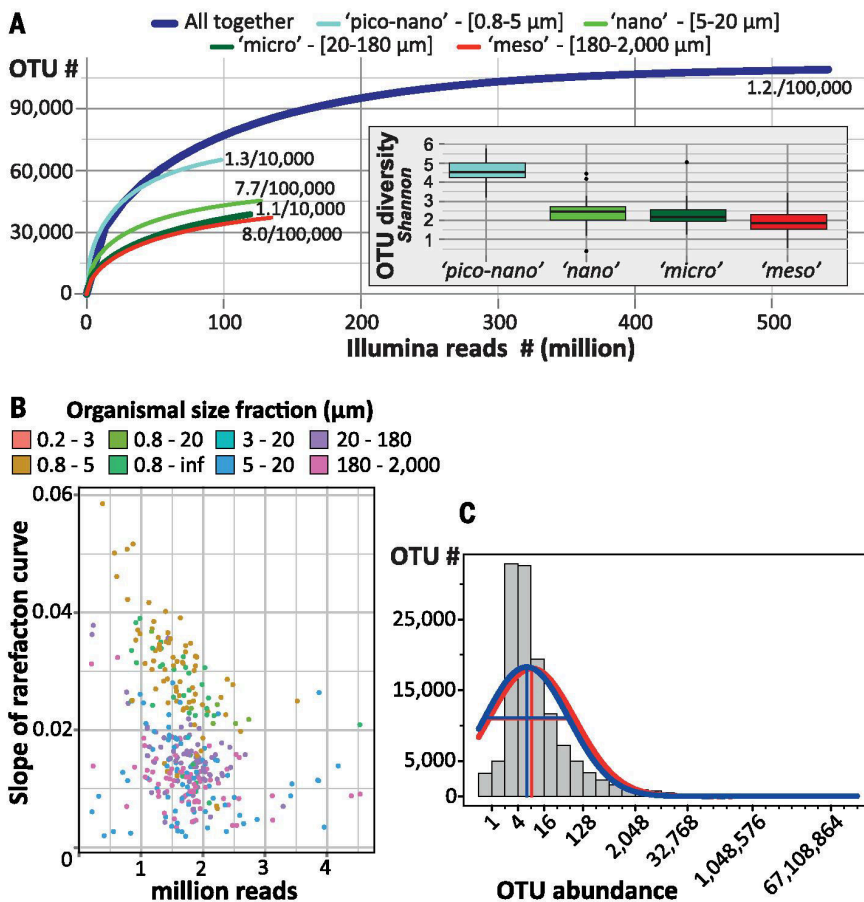 A
All together 'pico-nano' - [0.8-5 µm] 'nano' - [5-20 µm]
'micro' - [20-180 µm] 'meso' - [180-2,000 µm]
OTU #
90,000
60,000
30,000
0
1.2./100,000
1.3/10,000
7.7/100,000
1.1/10,000
8.0/100,000
OTU diversity
Shannon
6
5
4
3
2
1
'pico-nano' 'nano' 'micro' 'meso'
0 100 200 300 400 500
Illumina reads # (million)
B
Organismal size fraction (µm)
0.2 - 3 0.8 - 20 3 - 20 20 - 180
0.8 - 5 0.8 - inf 5 - 20 180 - 2,000
Slope of rarefacton curve
0.06
0.04
0.02
0
1 2 3 4
million reads
C
OTU #
25,000
15,000
5,000
0
1 4 16 128 2,048 32,768 1,048,576 67,108,864
OTU abundance